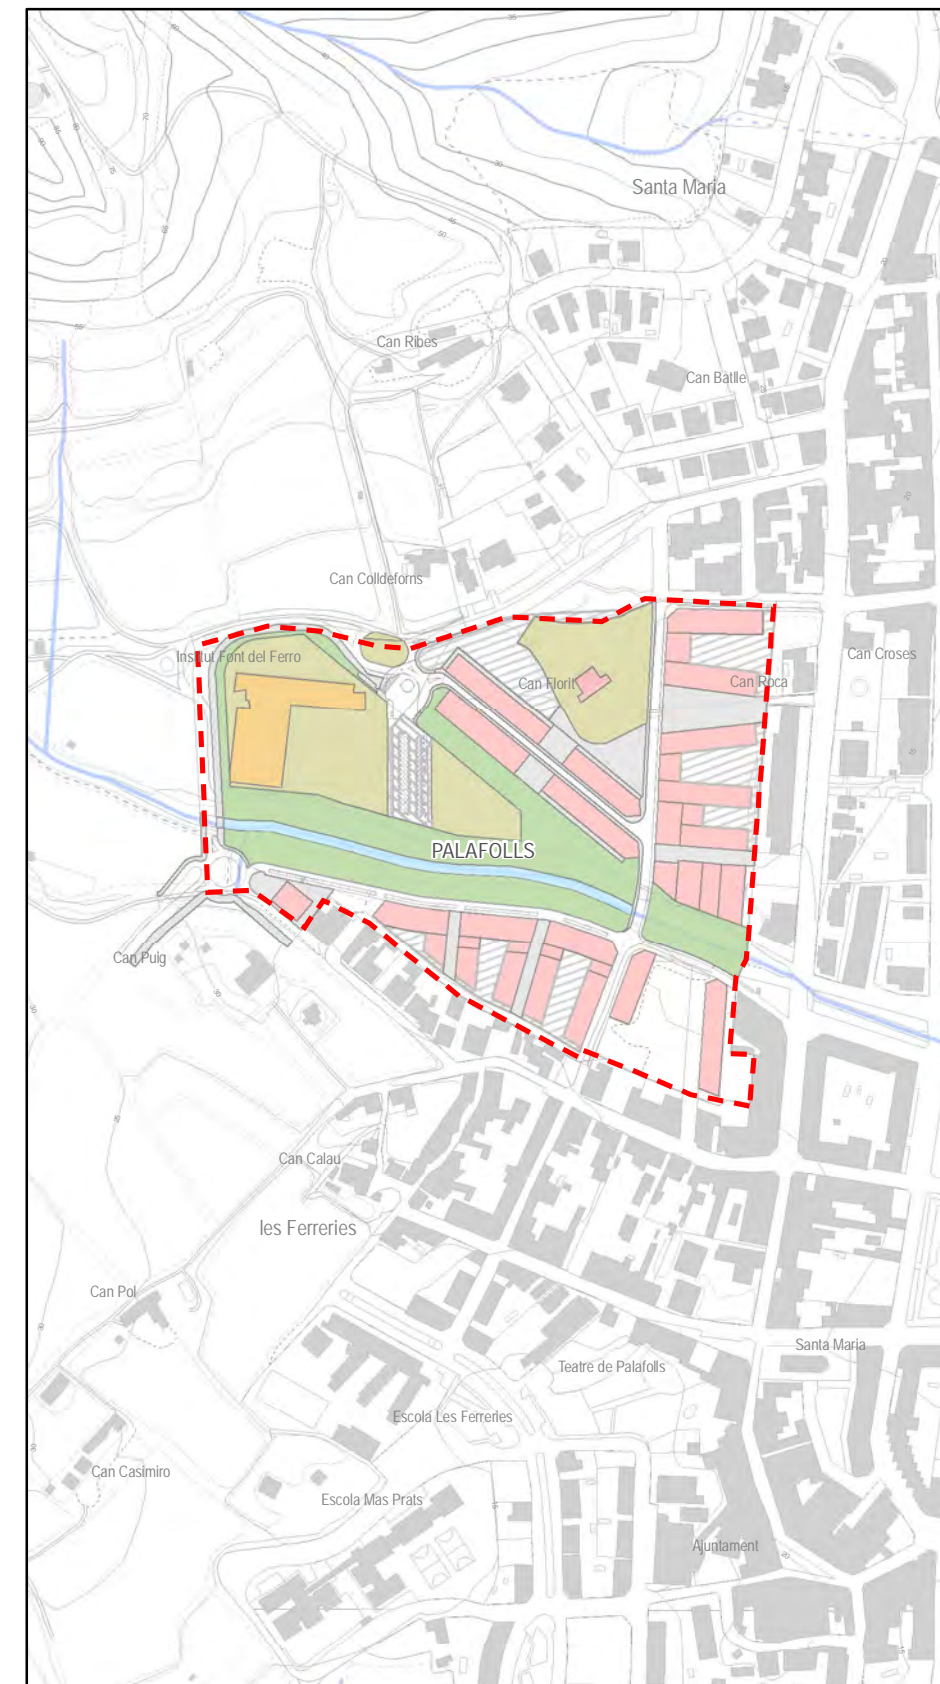 Santa Maria
Can Ribes
Can Batlle
Can Colldeforns
Institut Font del Ferro
Can Croses
Can Florit
Can Roca
PALAFOLLS
Can Puig
Can Calau
les Ferreries
Can Pol
Santa Maria
Teatre de Palafolls
Escola Les Ferreries
Can Casimiro
Escola Mas Prats
Ajuntament